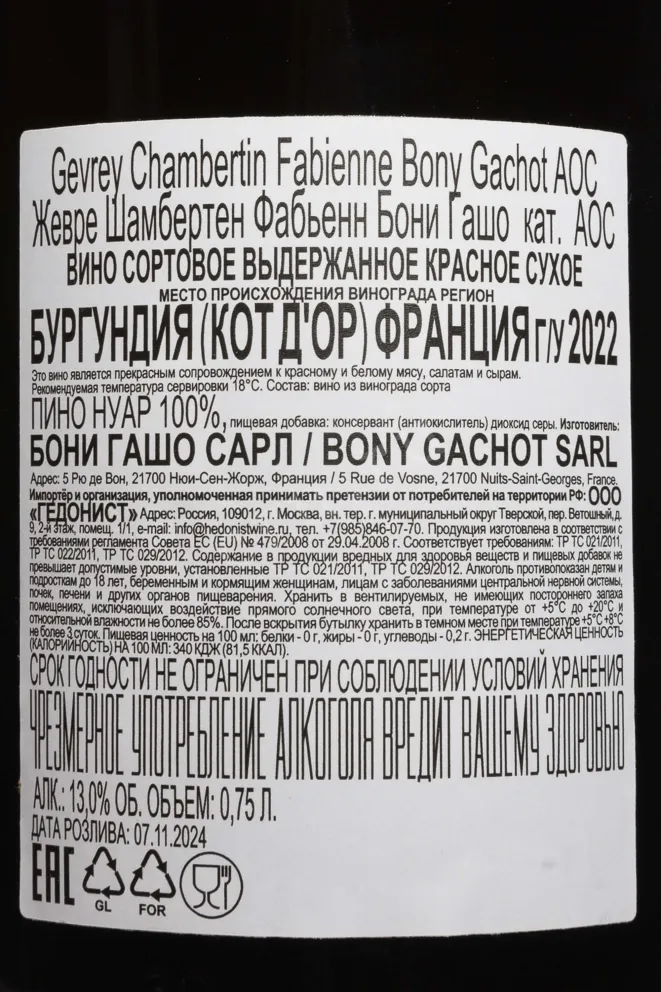 Gevrey Chambertin Fabienne Bony Gachot AOC
Жевре Шамбертен Фабьенн Бони Гашо кат. АОС
ВИНО СОРТОВОЕ ВЫДЕРЖАННОЕ КРАСНОЕ СУХОЕ
МЕСТО ПРОИСХОЖДЕНИЯ ВИНОГРАДА РЕГИОН
БУРГУНДИЯ (КОТ Д'ОР) ФРАНЦИЯ Г/У 2022
Это вино является прекрасным сопровождением к красному и белому мясу, салатам и сырам.
Рекомендуемая температура сервировки 18°С. Состав: вино из винограда сорта
ПИНО НУАР 100%, пищевая добавка: консервант (антиокислитель) диоксид серы. Изготовитель:
БОНИ ГАШО САРЛ / BONY GACHOT SARL
Адрес: 5 Рю де Вон, 21700 Нюи-Сен-Жорж, Франция / 5 Rue de Vosne, 21700 Nuits-Saint-Georges, France.
Импортёр и организация, уполномоченная принимать претензии от потребителей на территории РФ: ООО
«ГЕДОНИСТ» Адрес: Россия, 109012, г. Москва, вн. тер. г. муниципальный округ Тверской, пер. Ветошный, д.
9, 2-й этаж, помещ. 1/1, e-mail: info@hedonistwine.ru, тел. +7(985)846-07-70. Продукция изготовлена в соответствии с
требованиями регламента Совета ЕС (EU) № 479/2008 от 29.04.2008 г. Соответствует требованиям: ТР ТС 021/2011,
ТР ТС 022/2011, ТР ТС 029/2012. Содержание в продукции вредных для здоровья веществ и пищевых добавок не
превышает допустимые уровни, установленные ТР ТС 021/2011, ТР ТС 029/2012. Алкоголь противопоказан детям и
подросткам до 18 лет, беременным и кормящим женщинам, лицам с заболеваниями центральной нервной системы,
почек, печени и других органов пищеварения. Хранить в вентилируемых, не имеющих постороннего запаха
помещениях, исключающих воздействие прямого солнечного света, при температуре от +5°С до +20°С и
относительной влажности не более 85%. После вскрытия бутылку хранить в темном месте при температуре +5°С +8°С
не более 3 суток. Пищевая ценность на 100 мл: белки - 0 г, жиры - 0 г, углеводы - 0,2 г. ЭНЕРГЕТИЧЕСКАЯ ЦЕННОСТЬ
(КАЛОРИЙНОСТЬ) НА 100 МЛ: 340 КДЖ (81,5 ККАЛ).
СРОК ГОДНОСТИ НЕ ОГРАНИЧЕН ПРИ СОБЛЮДЕНИИ УСЛОВИЙ ХРАНЕНИЯ
ЧРЕЗМЕРНОЕ УПОТРЕБЛЕНИЕ АЛКОГОЛЯ ВРЕДИТ ВАШЕМУ ЗДОРОВЬЮ
АЛК.: 13,0% ОБ. ОБЪЕМ: 0,75 Л.
ДАТА РОЗЛИВА: 07.11.2024
EAC
GL FOR